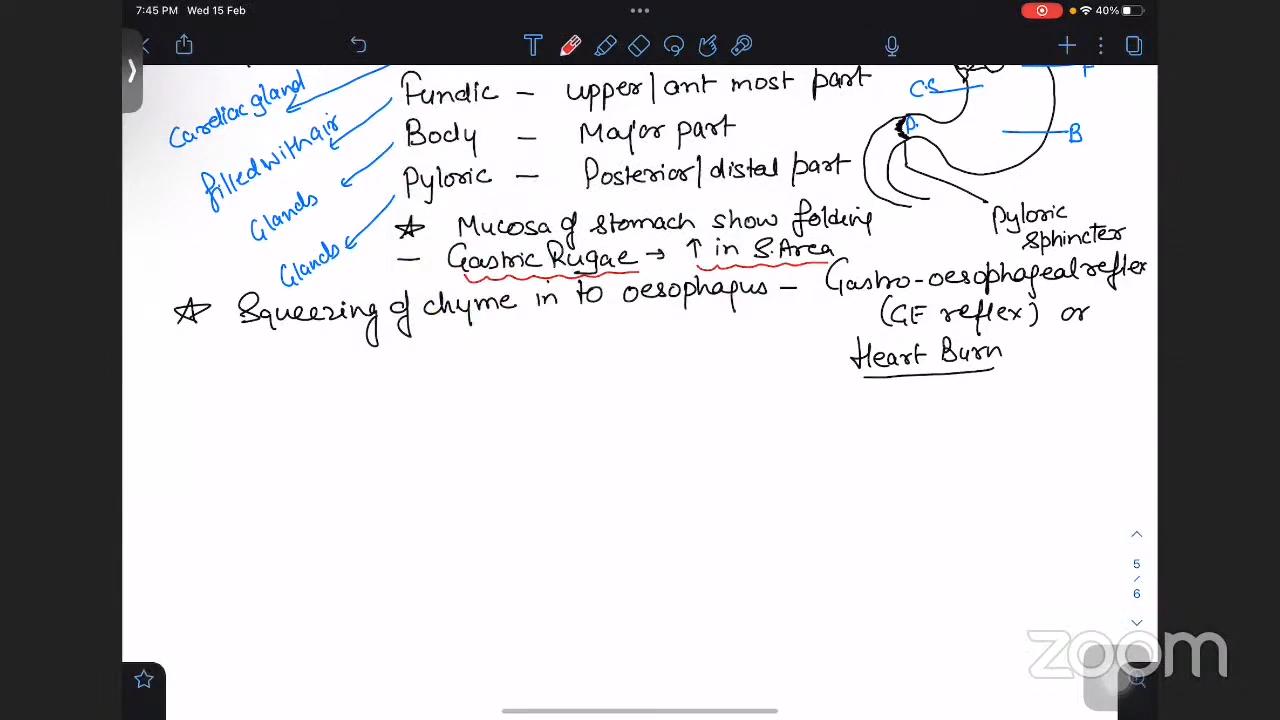 7:45 PM Wed 15 Feb
40%
T
Cardiac gland
Fundic – upper/ant most part
filled with air
Body – Major part
Glands
Pyloric – Posterior/distal part
Glands
C.S
P.
F
B
Pyloric
Sphincter
☆ Mucosa of stomach show folding
– Gastric Rugae → ↑ in S.Area
☆ Squeezing of chyme in to oesophagus – Gastro-oesophageal reflex
(GE reflex) or
Heart Burn
5
/
6
zoom